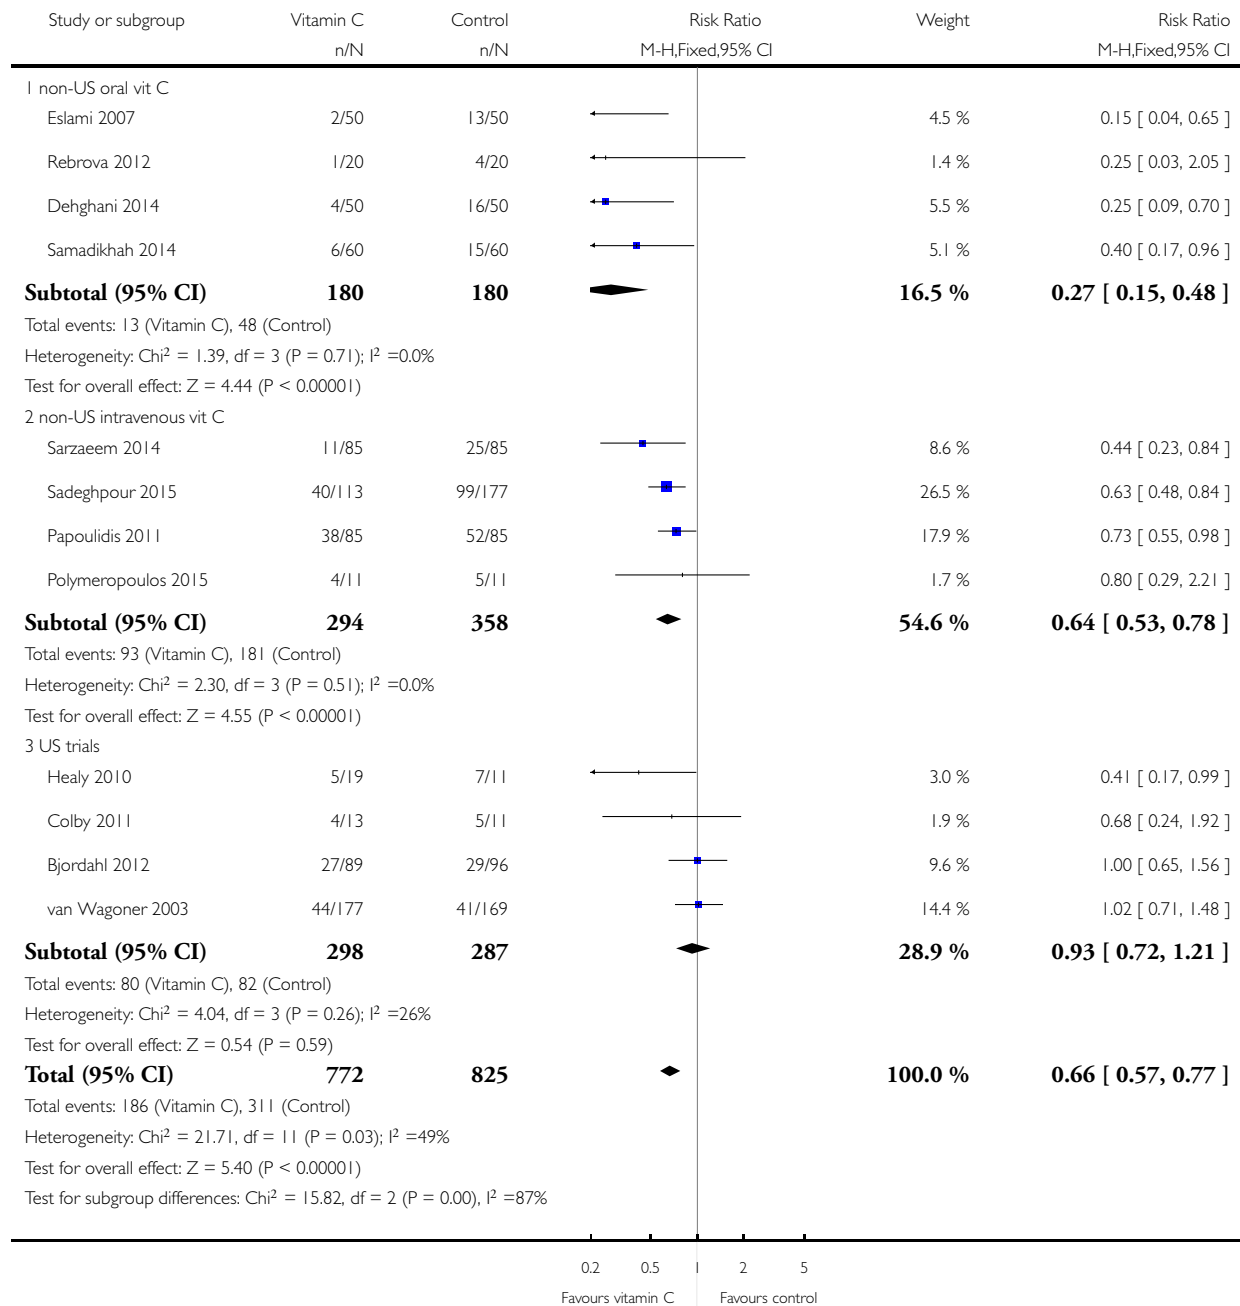 Study or subgroup Vitamin C Control Risk Ratio Weight Risk Ratio
n/N n/N M-H,Fixed,95% CI M-H,Fixed,95% CI
1 non-US oral vit C
Eslami 2007 2/50 13/50 4.5 % 0.15 [ 0.04, 0.65 ]
Rebrova 2012 1/20 4/20 1.4 % 0.25 [ 0.03, 2.05 ]
Dehghani 2014 4/50 16/50 5.5 % 0.25 [ 0.09, 0.70 ]
Samadikhah 2014 6/60 15/60 5.1 % 0.40 [ 0.17, 0.96 ]
Subtotal (95% CI) 180 180 16.5 % 0.27 [ 0.15, 0.48 ]
Total events: 13 (Vitamin C), 48 (Control)
Heterogeneity: Chi² = 1.39, df = 3 (P = 0.71); I² =0.0%
Test for overall effect: Z = 4.44 (P < 0.00001)
2 non-US intravenous vit C
Sarzaeem 2014 11/85 25/85 8.6 % 0.44 [ 0.23, 0.84 ]
Sadeghpour 2015 40/113 99/177 26.5 % 0.63 [ 0.48, 0.84 ]
Papoulidis 2011 38/85 52/85 17.9 % 0.73 [ 0.55, 0.98 ]
Polymeropoulos 2015 4/11 5/11 1.7 % 0.80 [ 0.29, 2.21 ]
Subtotal (95% CI) 294 358 54.6 % 0.64 [ 0.53, 0.78 ]
Total events: 93 (Vitamin C), 181 (Control)
Heterogeneity: Chi² = 2.30, df = 3 (P = 0.51); I² =0.0%
Test for overall effect: Z = 4.55 (P < 0.00001)
3 US trials
Healy 2010 5/19 7/11 3.0 % 0.41 [ 0.17, 0.99 ]
Colby 2011 4/13 5/11 1.9 % 0.68 [ 0.24, 1.92 ]
Bjordahl 2012 27/89 29/96 9.6 % 1.00 [ 0.65, 1.56 ]
van Wagoner 2003 44/177 41/169 14.4 % 1.02 [ 0.71, 1.48 ]
Subtotal (95% CI) 298 287 28.9 % 0.93 [ 0.72, 1.21 ]
Total events: 80 (Vitamin C), 82 (Control)
Heterogeneity: Chi² = 4.04, df = 3 (P = 0.26); I² =26%
Test for overall effect: Z = 0.54 (P = 0.59)
Total (95% CI) 772 825 100.0 % 0.66 [ 0.57, 0.77 ]
Total events: 186 (Vitamin C), 311 (Control)
Heterogeneity: Chi² = 21.71, df = 11 (P = 0.03); I² =49%
Test for overall effect: Z = 5.40 (P < 0.00001)
Test for subgroup differences: Chi² = 15.82, df = 2 (P = 0.00), I² =87%
0.2 0.5 1 2 5
Favours vitamin C Favours control